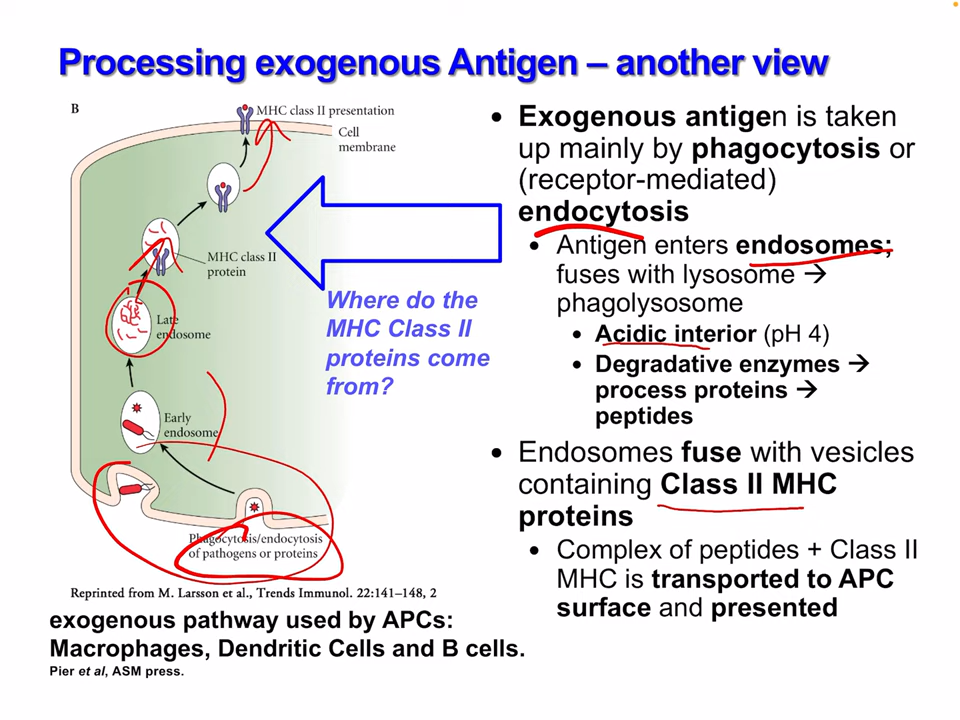 Processing exogenous Antigen – another view
B
MHC class II presentation
Cell
membrane
MHC class II
protein
Late
endosome
Early
endosome
Phagocytosis/endocytosis
of pathogens or proteins
Where do the
MHC Class II
proteins come
from?
Reprinted from M. Larsson et al., Trends Immunol. 22:141–148, 2
exogenous pathway used by APCs:
Macrophages, Dendritic Cells and B cells.
Pier et al, ASM press.
• Exogenous antigen is taken
up mainly by phagocytosis or
(receptor-mediated)
endocytosis
• Antigen enters endosomes;
fuses with lysosome →
phagolysosome
• Acidic interior (pH 4)
• Degradative enzymes →
process proteins →
peptides
• Endosomes fuse with vesicles
containing Class II MHC
proteins
• Complex of peptides + Class II
MHC is transported to APC
surface and presented